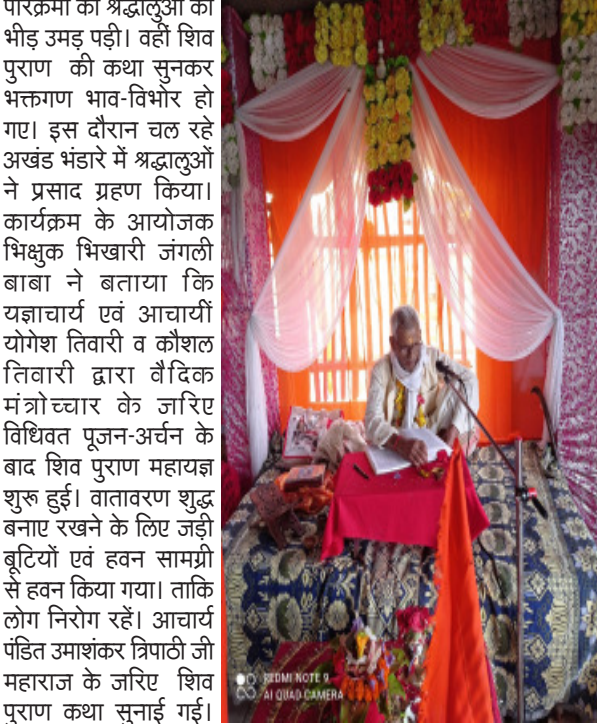 परिक्रमा को श्रद्धालुओं की
भीड़ उमड़ पड़ी। वहीं शिव
पुराण की कथा सुनकर
भक्तगण भाव-विभोर हो
गए। इस दौरान चल रहे
अखंड भंडारे में श्रद्धालुओं
ने प्रसाद ग्रहण किया।
कार्यक्रम के आयोजक
भिक्षुक भिखारी जंगली
बाबा ने बताया कि
यज्ञाचार्य एवं आचार्यी
योगेश तिवारी व कौशल
तिवारी द्वारा वैदिक
मंत्रोच्चार के जरिए
विधिवत पूजन-अर्चन के
बाद शिव पुराण महायज्ञ
शुरू हुई। वातावरण शुद्ध
बनाए रखने के लिए जड़ी
बूटियों एवं हवन सामग्री
से हवन किया गया। ताकि
लोग निरोग रहें। आचार्य
पंडित उमाशंकर त्रिपाठी जी
महाराज के जरिए शिव
पुराण कथा सुनाई गई।
REDMI NOTE 9
AI QUAD CAMERA